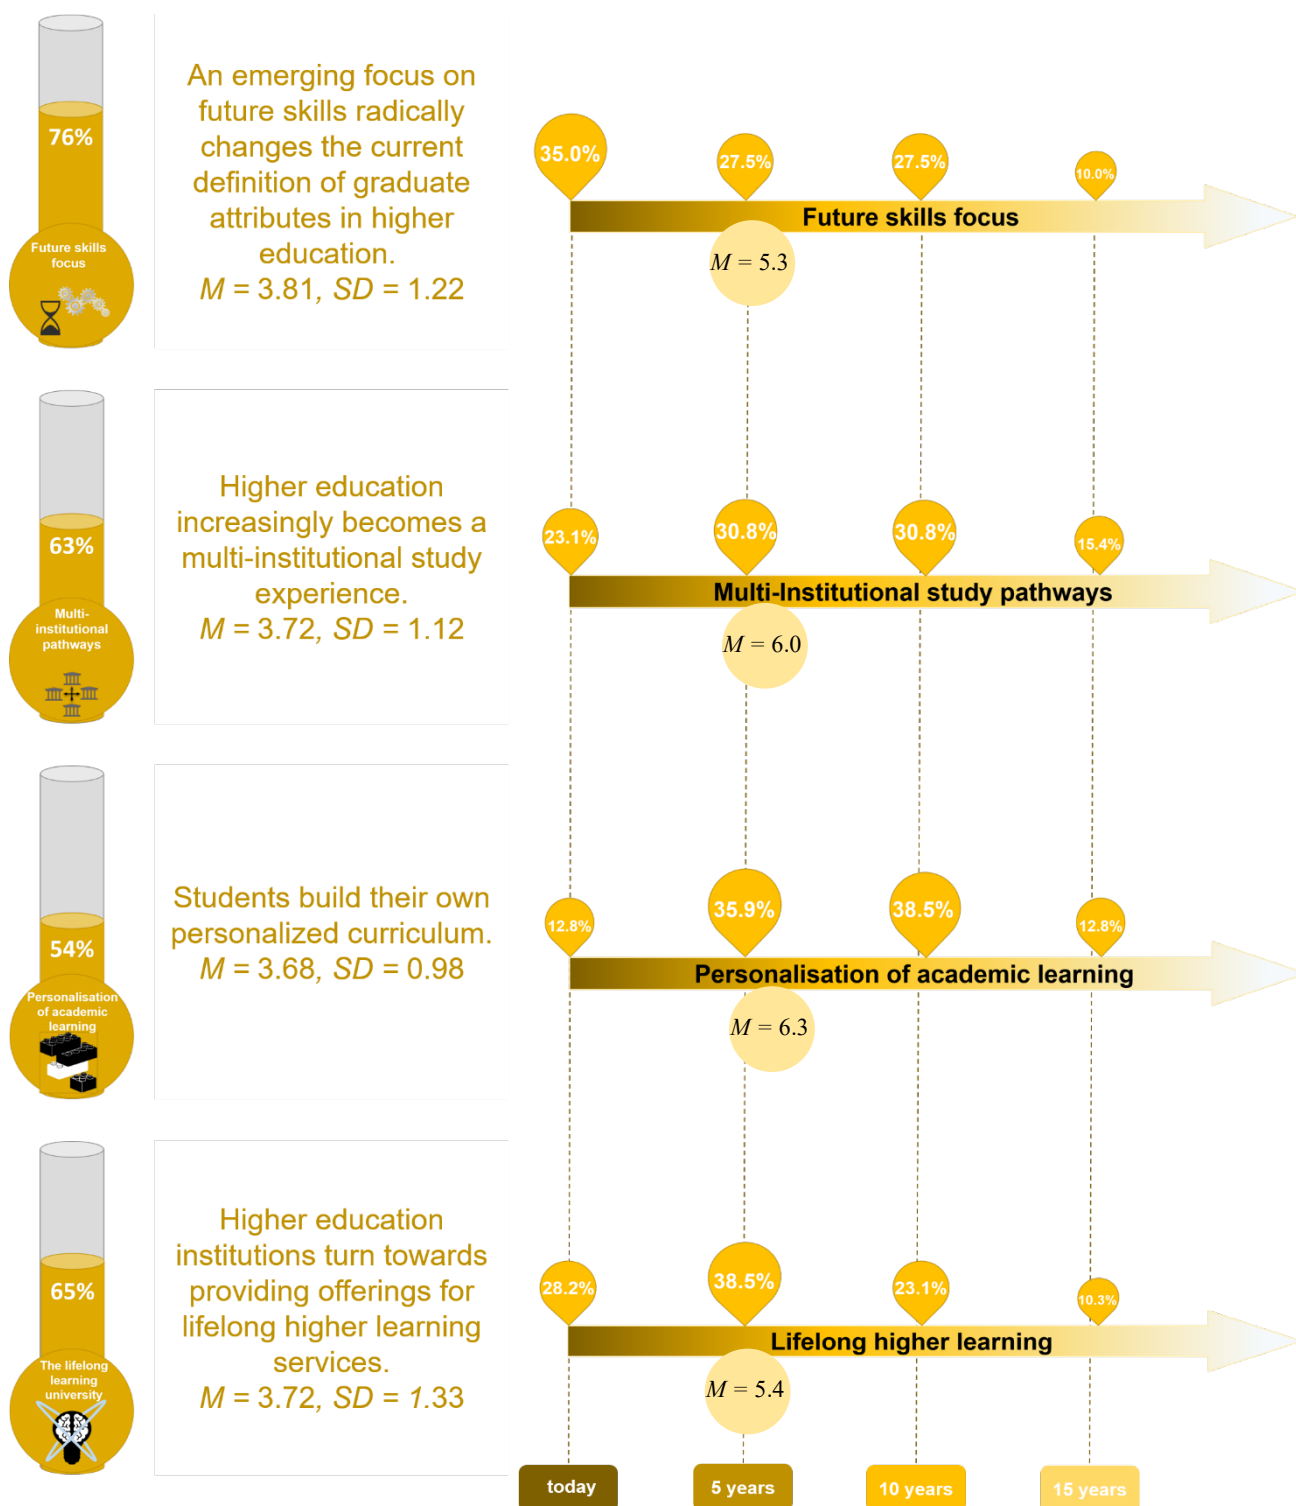 76%
Future skills
focus
An emerging focus on
future skills radically
changes the current
definition of graduate
attributes in higher
education.
M = 3.81, SD = 1.22
35.0%
27.5%
27.5%
10.0%
Future skills focus
M = 5.3
63%
Multi-
institutional
pathways
Higher education
increasingly becomes a
multi-institutional study
experience.
M = 3.72, SD = 1.12
23.1%
30.8%
30.8%
15.4%
Multi-Institutional study pathways
M = 6.0
54%
Personalisation
of academic
learning
Students build their own
personalized curriculum.
M = 3.68, SD = 0.98
12.8%
35.9%
38.5%
12.8%
Personalisation of academic learning
M = 6.3
65%
The lifelong
learning
university
Higher education
institutions turn towards
providing offerings for
lifelong higher learning
services.
M = 3.72, SD = 1.33
28.2%
38.5%
23.1%
10.3%
Lifelong higher learning
M = 5.4
today
5 years
10 years
15 years